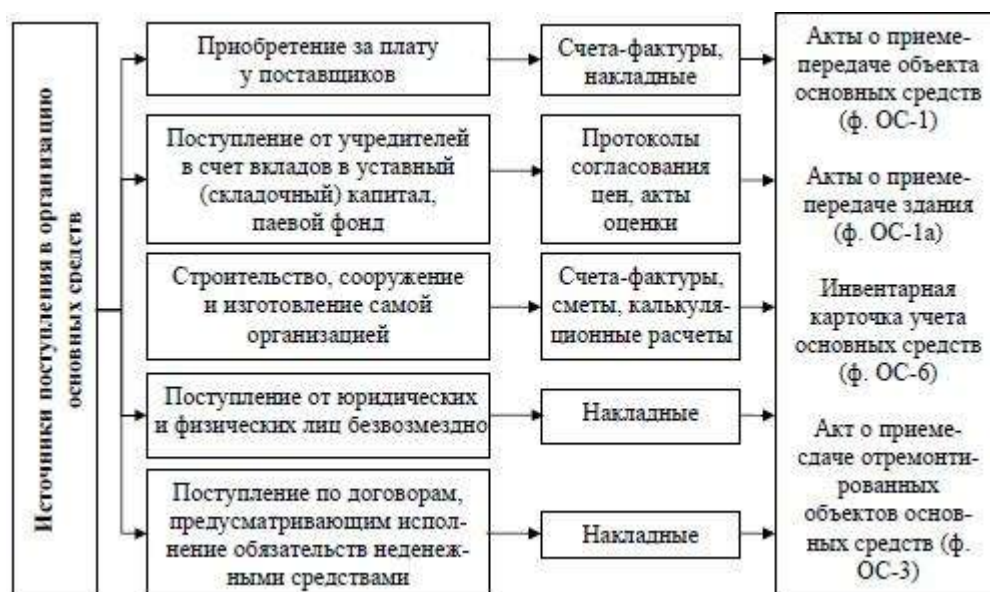 Источники поступления в организацию
основных средств
Приобретение за плату
у поставщиков
Счета-фактуры,
накладные
Поступление от учредителей
в счет вкладов в уставный
(складочный) капитал,
паевой фонд
Протоколы
согласования
цен, акты
оценки
Строительство, сооружение
и изготовление самой
организацией
Счета-фактуры,
сметы, калькуля-
ционные расчеты
Поступление от юридических
и физических лиц безвозмездно
Накладные
Поступление по договорам,
предусматривающим испол-
нение обязательств неденеж-
ными средствами
Накладные
Акты о приеме-
передаче объекта
основных средств
(ф. ОС-1)
Акты о приеме-
передаче здания
(ф. ОС-1а)
Инвентарная
карточка учета
основных средств
(ф. ОС-6)
Акт о приеме-
сдаче отремонти-
рованных
объектов основ-
ных средств (ф.
ОС-3)